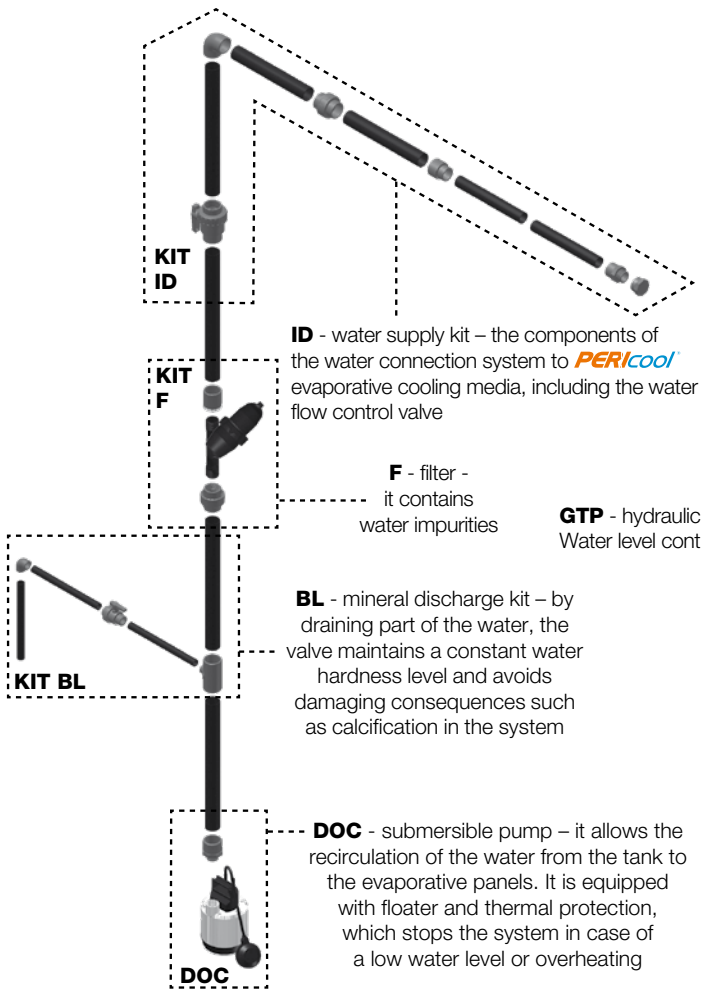 KIT
ID
ID - water supply kit – the components of
the water connection system to PERIcool
evaporative cooling media, including the water
flow control valve
KIT
F
F - filter -
it contains
water impurities
GTP - hydraulic
Water level cont
BL - mineral discharge kit – by
draining part of the water, the
valve maintains a constant water
hardness level and avoids
damaging consequences such
as calcification in the system
KIT BL
DOC - submersible pump – it allows the
recirculation of the water from the tank to
the evaporative panels. It is equipped
with floater and thermal protection,
which stops the system in case of
a low water level or overheating
DOC